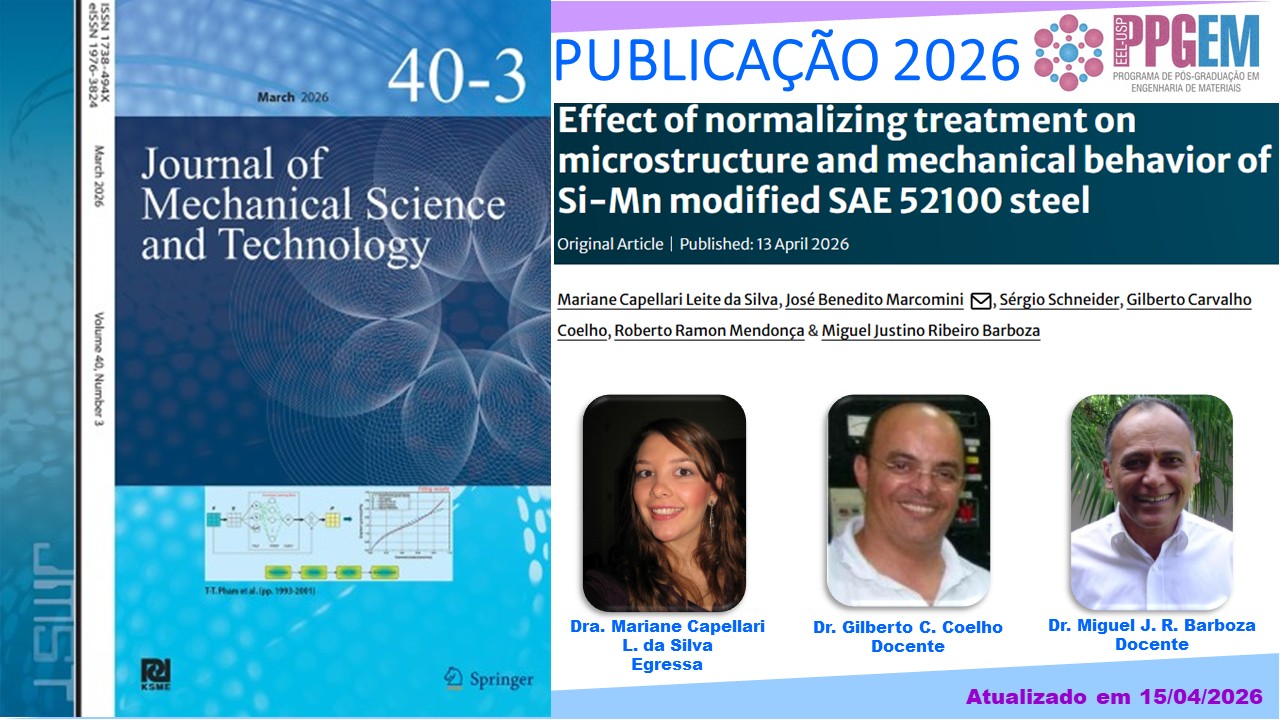 ISSN 1738-494X
eISSN 1976-3824
March 2026
Volume 40, Number 3
JMST
March 2026
40-3
Journal of
Mechanical Science
and Technology
T-T. Pham et al. (pp. 1993-2001)
KSME
Springer
PUBLICAÇÃO 2026
EEL-USP
PPGEM
PROGRAMA DE PÓS-GRADUAÇÃO EM
ENGENHARIA DE MATERIAIS
Effect of normalizing treatment on
microstructure and mechanical behavior of
Si-Mn modified SAE 52100 steel
Original Article | Published: 13 April 2026
Mariane Capellari Leite da Silva, José Benedito Marcomini , Sérgio Schneider, Gilberto Carvalho
Coelho, Roberto Ramon Mendonça & Miguel Justino Ribeiro Barboza
Dra. Mariane Capellari
L. da Silva
Egressa
Dr. Gilberto C. Coelho
Docente
Dr. Miguel J. R. Barboza
Docente
Atualizado em 15/04/2026